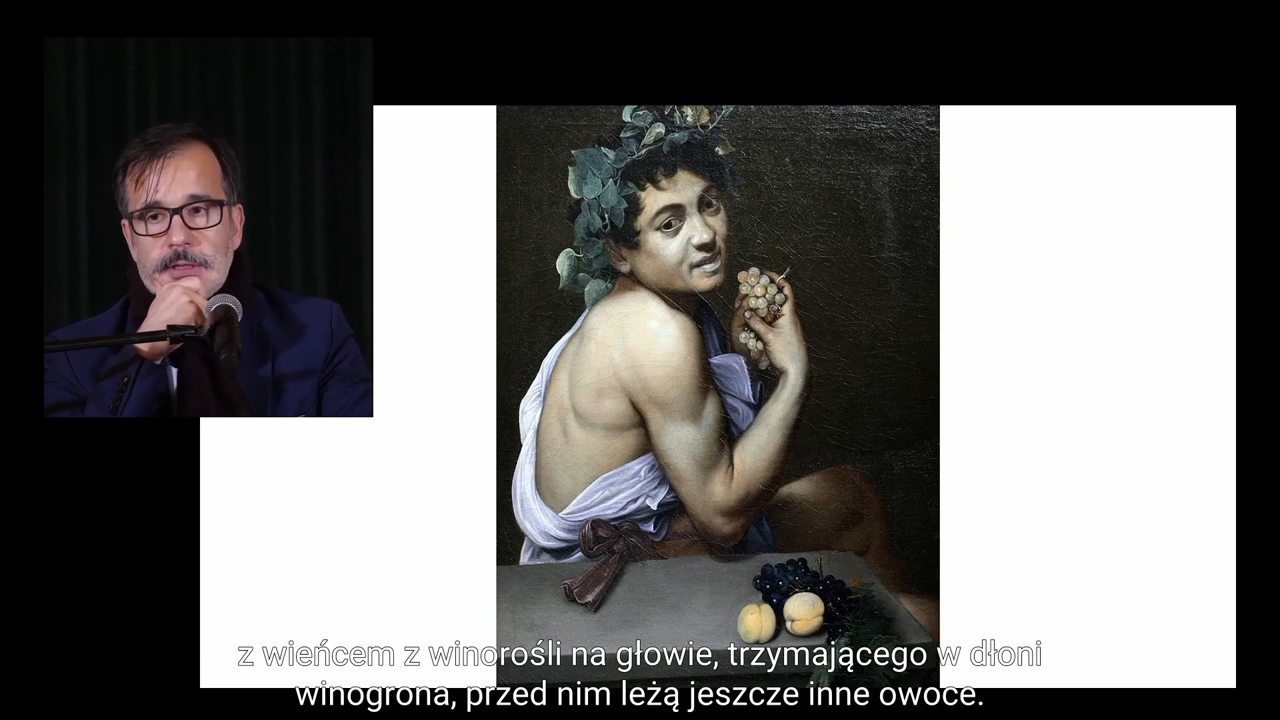 z wieńcem z winorośli na głowie, trzymającego w dłoni
winogrona, przed nim leżą jeszcze inne owoce.